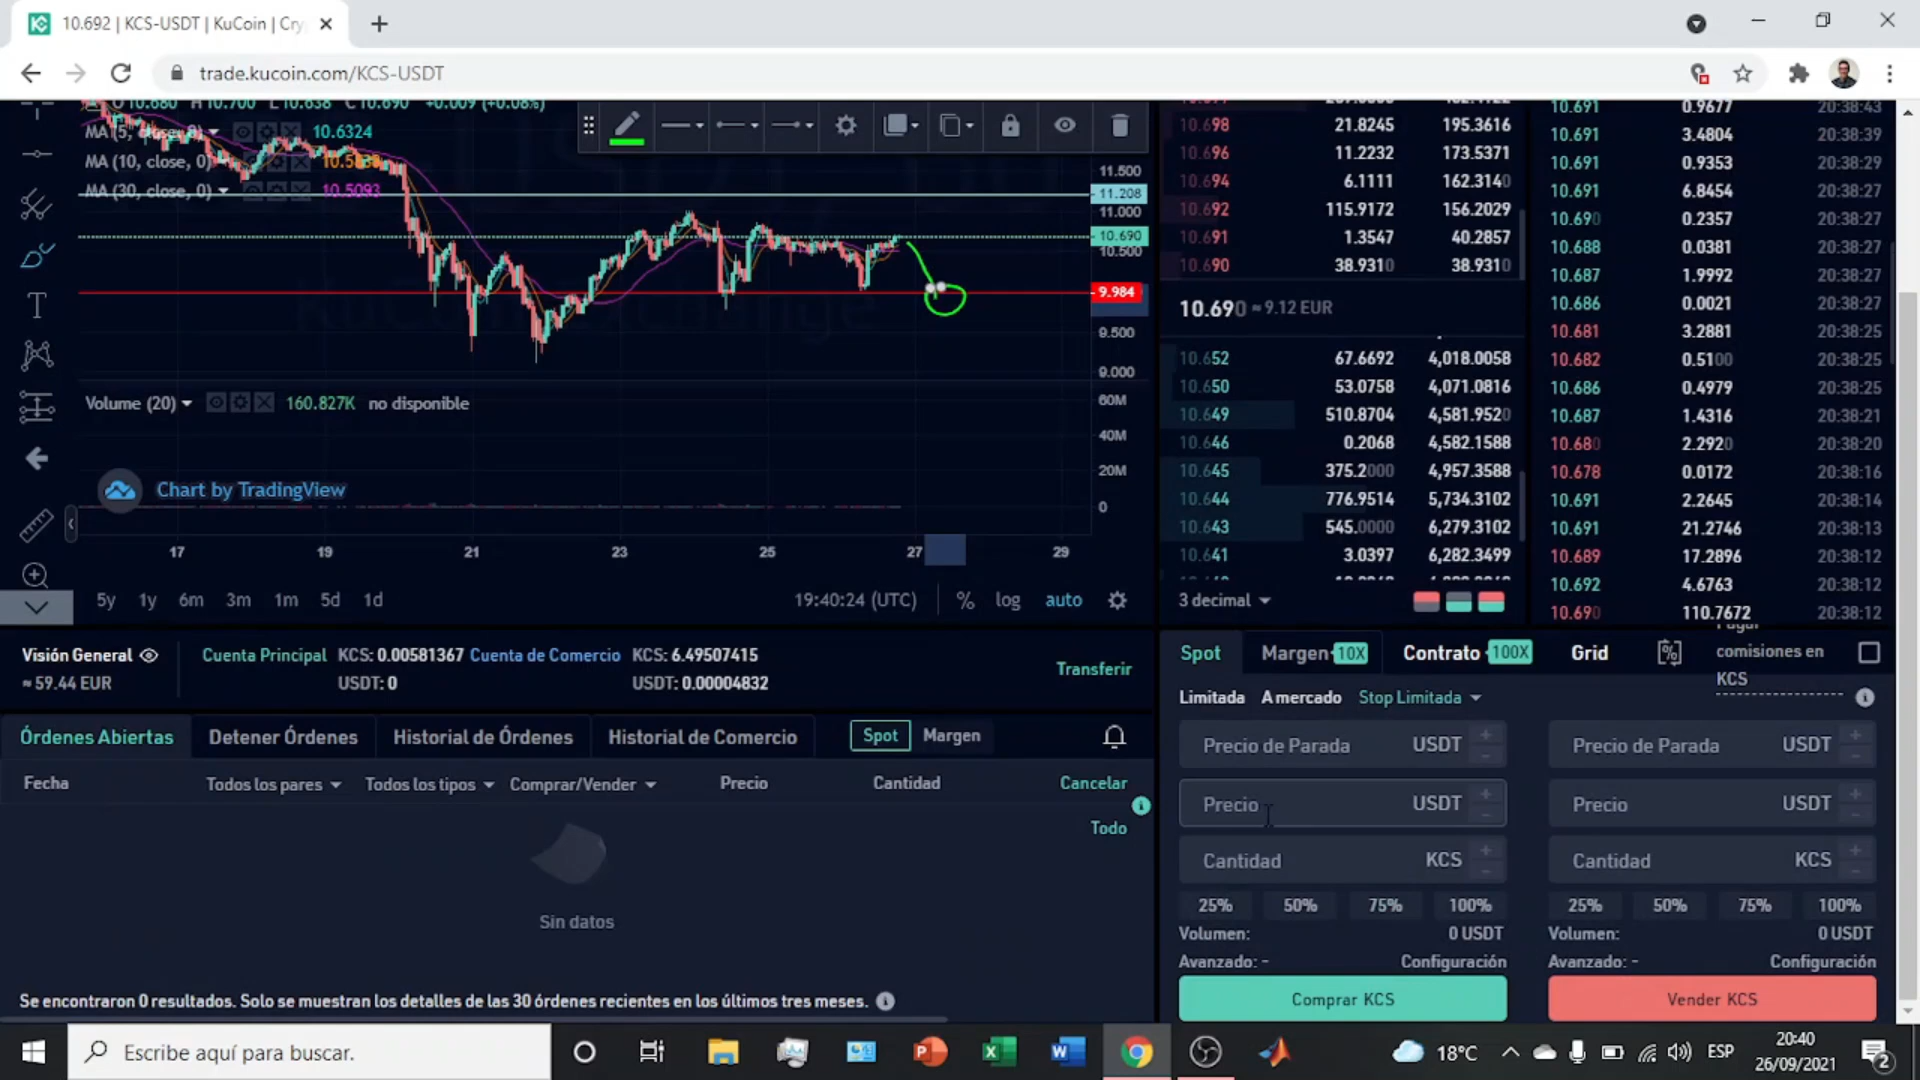 10.692 | KCS-USDT | KuCoin | Cry
trade.kucoin.com/KCS-USDT
O10.680 H10.700 L10.638 C10.690 +0.009 (+0.08%)
MA (5, close, 0) 10.6324
MA (10, close, 0)
MA (30, close, 0) 10.5093
11.500
11.208
11.000
10.690
10.500
9.984
9.500
9.000
Volume (20) 160.827K no disponible
60M
40M
20M
0
Chart by TradingView
17 19 21 23 25 27 29
5y 1y 6m 3m 1m 5d 1d
19:40:24 (UTC) % log auto
10.698 21.8245 195.3616
10.696 11.2232 173.5371
10.694 6.1111 162.3140
10.692 115.9172 156.2029
10.691 1.3547 40.2857
10.690 38.9310 38.9310
10.690 ≈ 9.12 EUR
10.652 67.6692 4,018.0058
10.650 53.0758 4,071.0816
10.649 510.8704 4,581.9520
10.646 0.2068 4,582.1588
10.645 375.2000 4,957.3588
10.644 776.9514 5,734.3102
10.643 545.0000 6,279.3102
10.641 3.0397 6,282.3499
3 decimal
10.691 0.9677 20:38:43
10.691 3.4804 20:38:39
10.691 0.9353 20:38:29
10.691 6.8454 20:38:27
10.690 0.2357 20:38:27
10.688 0.0381 20:38:27
10.687 1.9992 20:38:27
10.686 0.0021 20:38:27
10.681 3.2881 20:38:25
10.682 0.5100 20:38:25
10.686 0.4979 20:38:25
10.687 1.4316 20:38:21
10.680 2.2920 20:38:20
10.678 0.0172 20:38:16
10.691 2.2645 20:38:14
10.691 21.2746 20:38:13
10.689 17.2896 20:38:12
10.692 4.6763 20:38:12
10.690 110.7672 20:38:12
Visión General
≈ 59.44 EUR
Cuenta Principal KCS: 0.00581367 Cuenta de Comercio KCS: 6.49507415
USDT: 0 USDT: 0.00004832
Transferir
Órdenes Abiertas Detener Órdenes Historial de Órdenes Historial de Comercio Spot Margen
Fecha Todos los pares Todos los tipos Comprar/Vender Precio Cantidad Cancelar
Todo
Sin datos
Se encontraron 0 resultados. Solo se muestran los detalles de las 30 órdenes recientes en los últimos tres meses.
Spot Margen 10X Contrato 100X Grid
Pagar
comisiones en
KCS
Limitada A mercado Stop Limitada
Precio de Parada USDT Precio de Parada USDT
Precio USDT Precio USDT
Cantidad KCS Cantidad KCS
25% 50% 75% 100% 25% 50% 75% 100%
Volumen: 0 USDT Volumen: 0 USDT
Avanzado: - Configuración Avanzado: - Configuración
Comprar KCS Vender KCS
Escribe aquí para buscar.
18°C ESP 20:40
26/09/2021
2